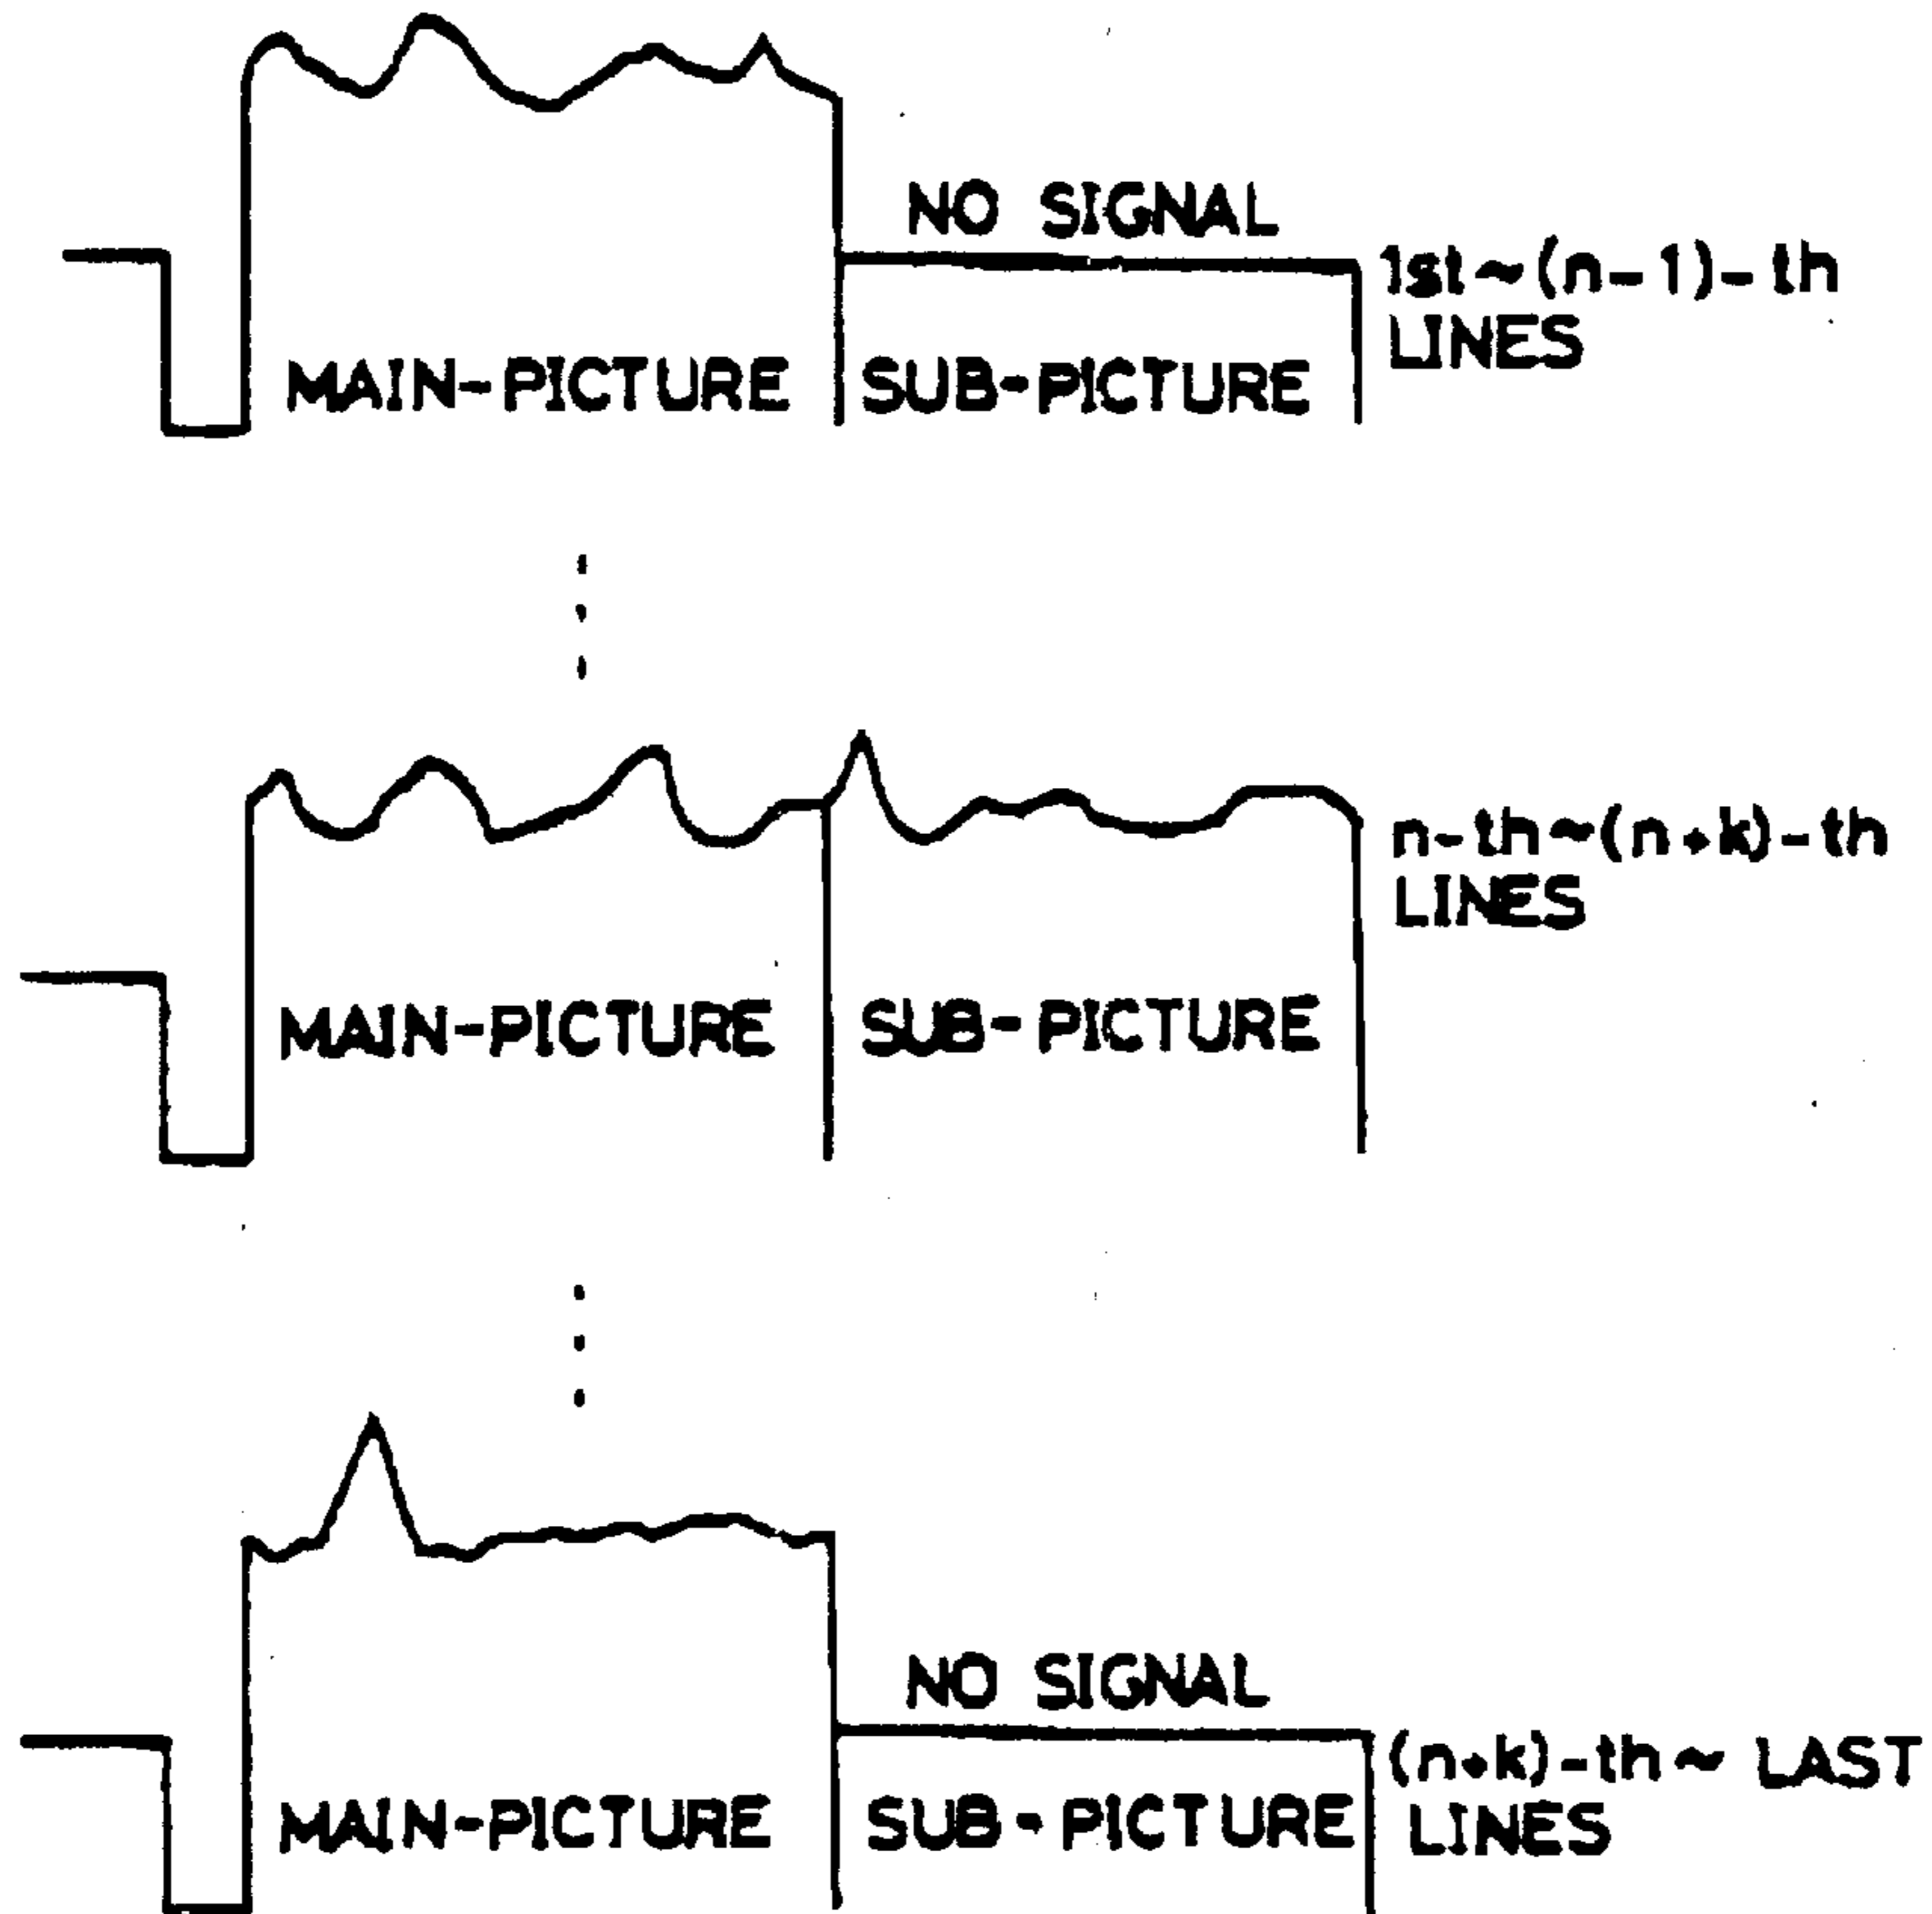 NO SIGNAL
1st~(n-1)-th
LINES
MAIN-PICTURE
SUB-PICTURE
n-th~(n+k)-th
LINES
MAIN-PICTURE
SUB-PICTURE
NO SIGNAL
(n+k)-th~ LAST
LINES
MAIN-PICTURE
SUB-PICTURE